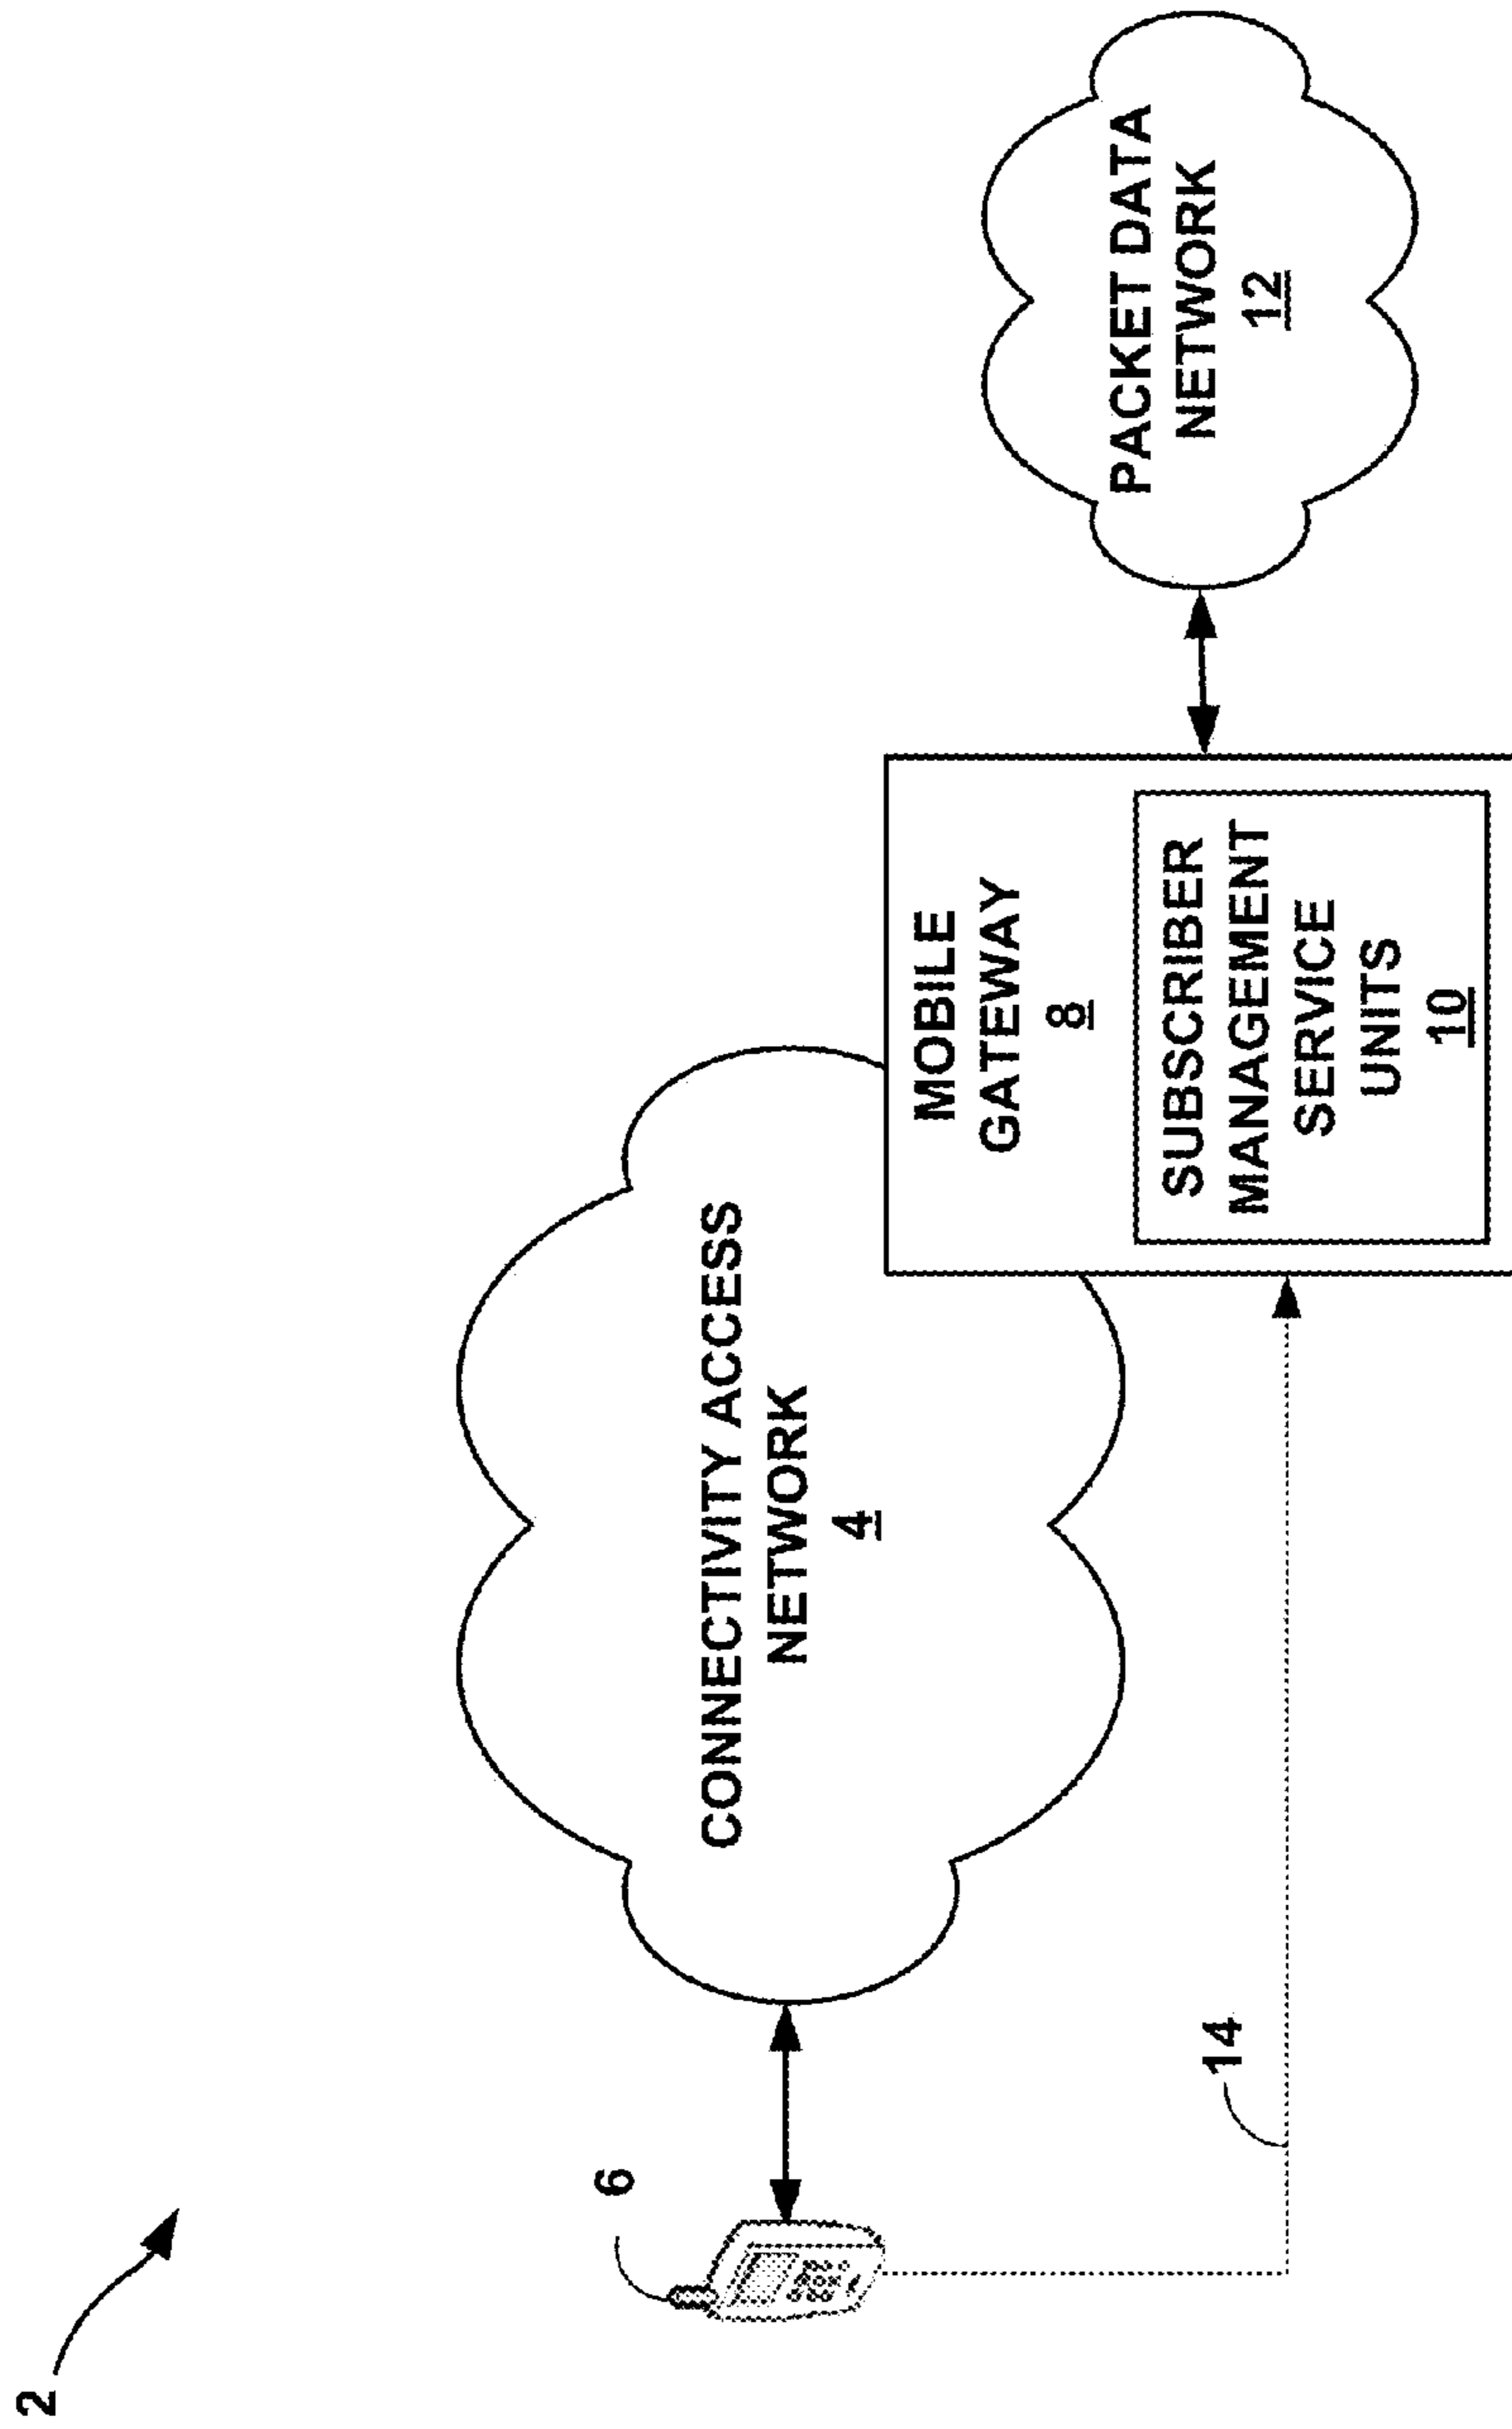 2
6
CONNECTIVITY ACCESS
NETWORK
4
14
MOBILE
GATEWAY
8
SUBSCRIBER
MANAGEMENT
SERVICE
UNITS
10
PACKET DATA
NETWORK
12